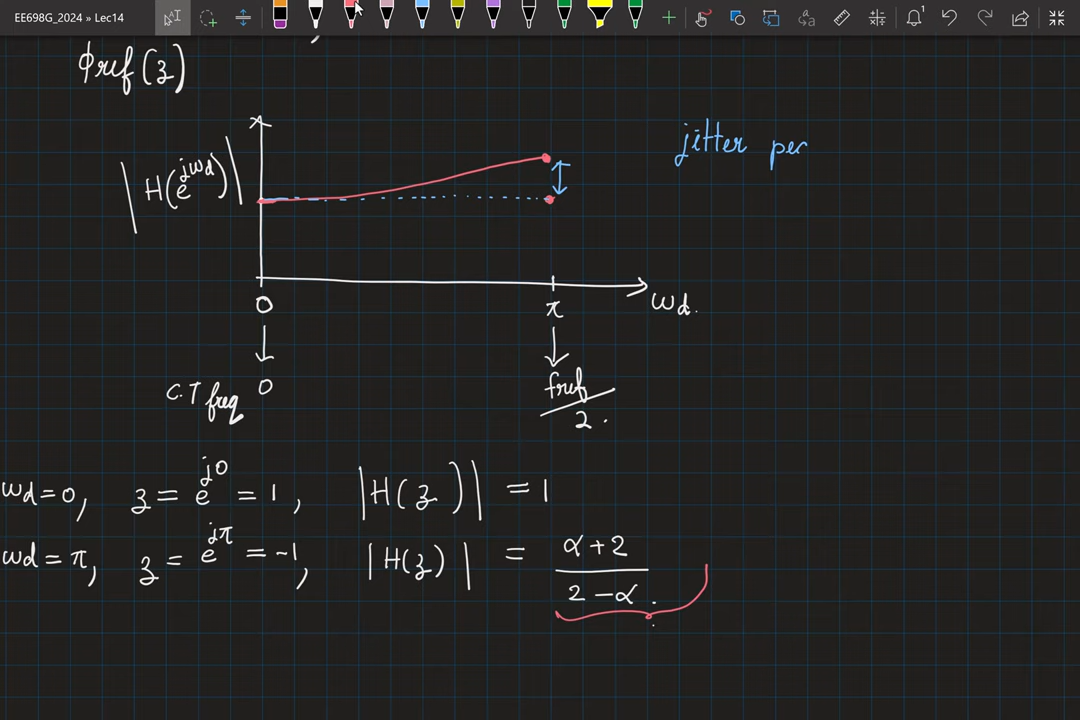 EE698G_2024 » Lec14
ϕref(z)
|H(e^{jωd})|
jitter per
0
π
ωd.
C.T freq 0
fref/2.
ωd=0, z = e^{j0} = 1, |H(z)| = 1
ωd = π, z = e^{jπ} = -1, |H(z)| = (α+2)/(2-α).